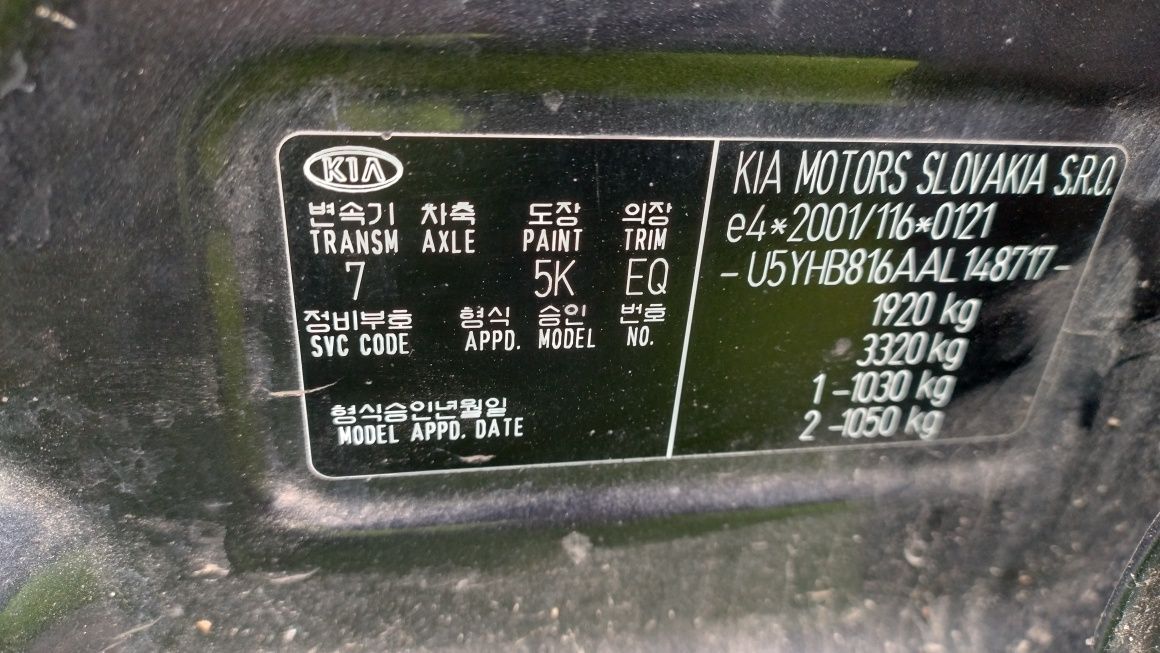 KIA
변속기 차축 도장 의장
TRANSM AXLE PAINT TRIM
7 5K EQ
정비부호 형식 승인 번호
SVC CODE APPD. MODEL NO.
형식승인년월일
MODEL APPD. DATE
KIA MOTORS SLOVAKIA S.R.O.
e4*2001/116*0121
- U5YHB816AAL148717 -
1920 kg
3320 kg
1 -1030 kg
2 -1050 kg